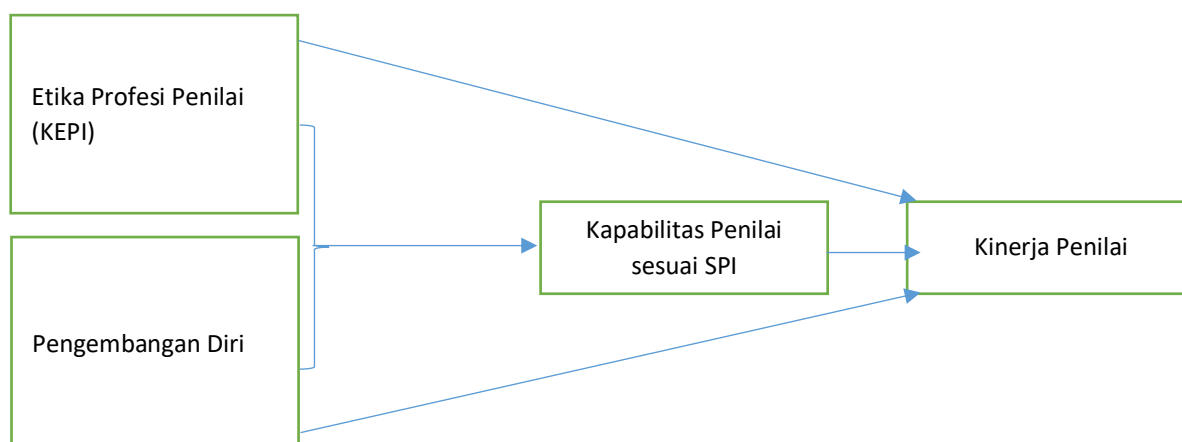 Etika Profesi Penilai
(KEPI)
Kapabilitas Penilai
sesuai SPI
Kinerja Penilai
Pengembangan Diri